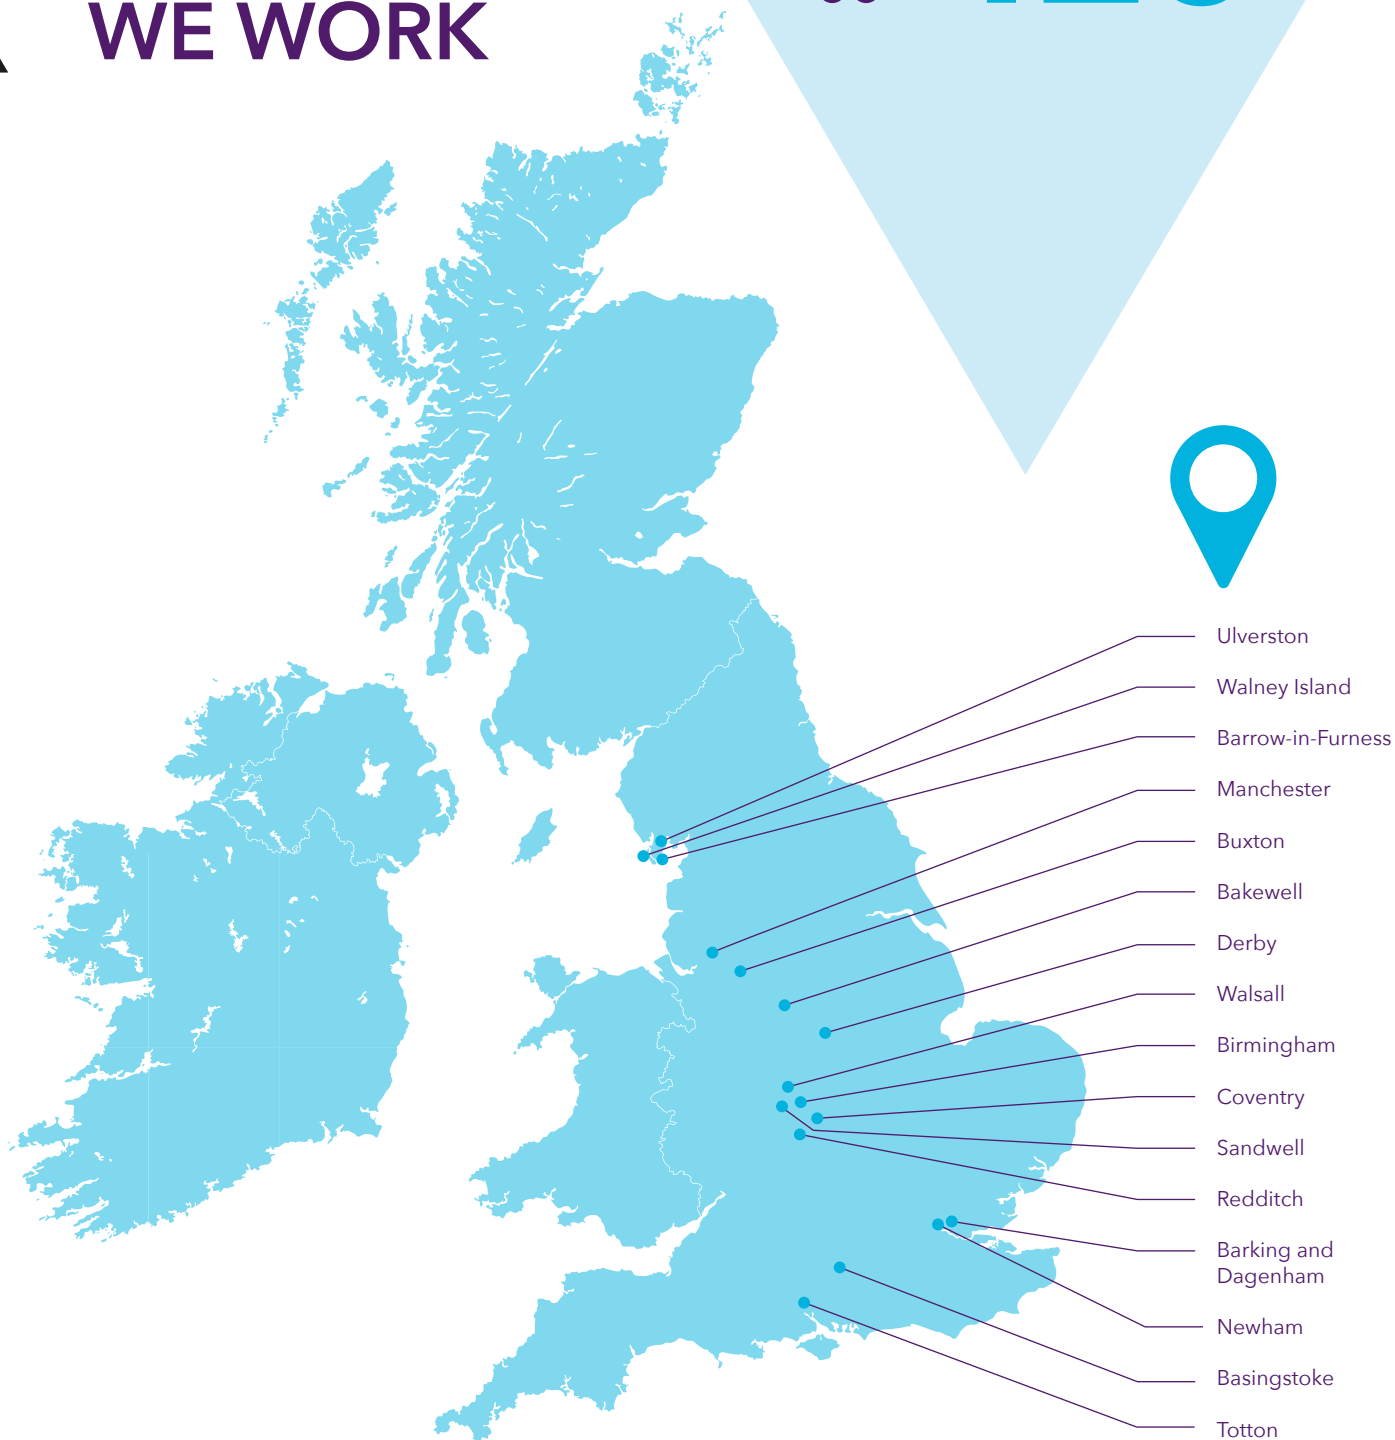 WE WORK
Ulverston
Walney Island
Barrow-in-Furness
Manchester
Buxton
Bakewell
Derby
Walsall
Birmingham
Coventry
Sandwell
Redditch
Barking and
Dagenham
Newham
Basingstoke
Totton